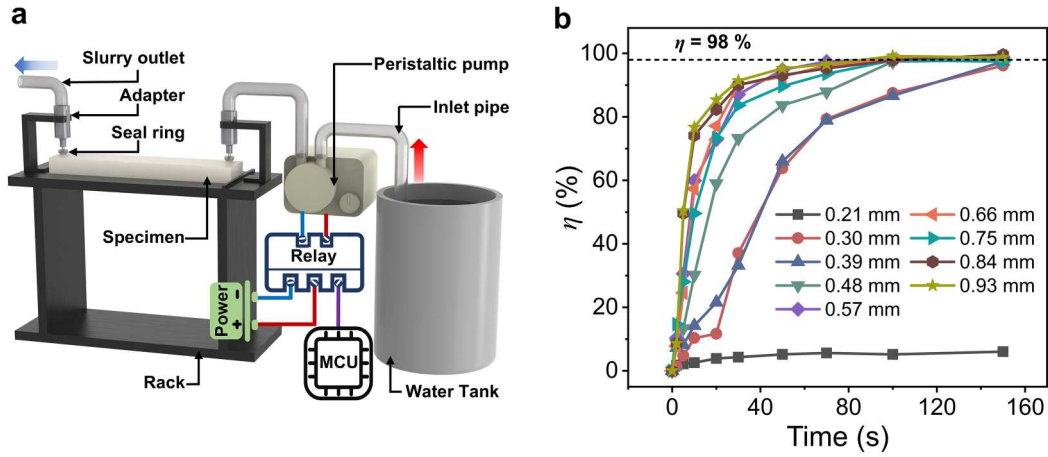 a
Slurry outlet
Adapter
Seal ring
Specimen
Rack
Peristaltic pump
Inlet pipe
Relay
Power
- +
MCU
Water Tank
b
η = 98 %
η (%)
100
80
60
40
20
0
0.21 mm
0.30 mm
0.39 mm
0.48 mm
0.57 mm
0.66 mm
0.75 mm
0.84 mm
0.93 mm
0 40 80 120 160
Time (s)